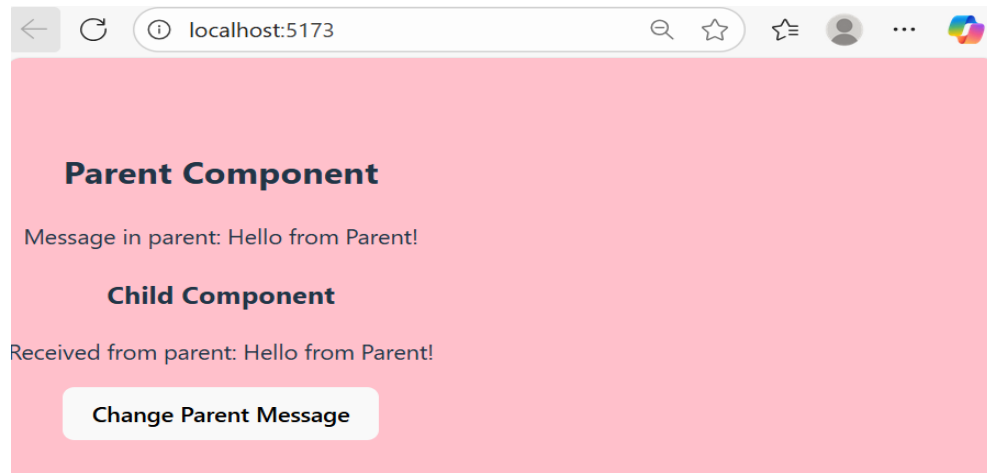 localhost:5173
Parent Component
Message in parent: Hello from Parent!
Child Component
Received from parent: Hello from Parent!
Change Parent Message